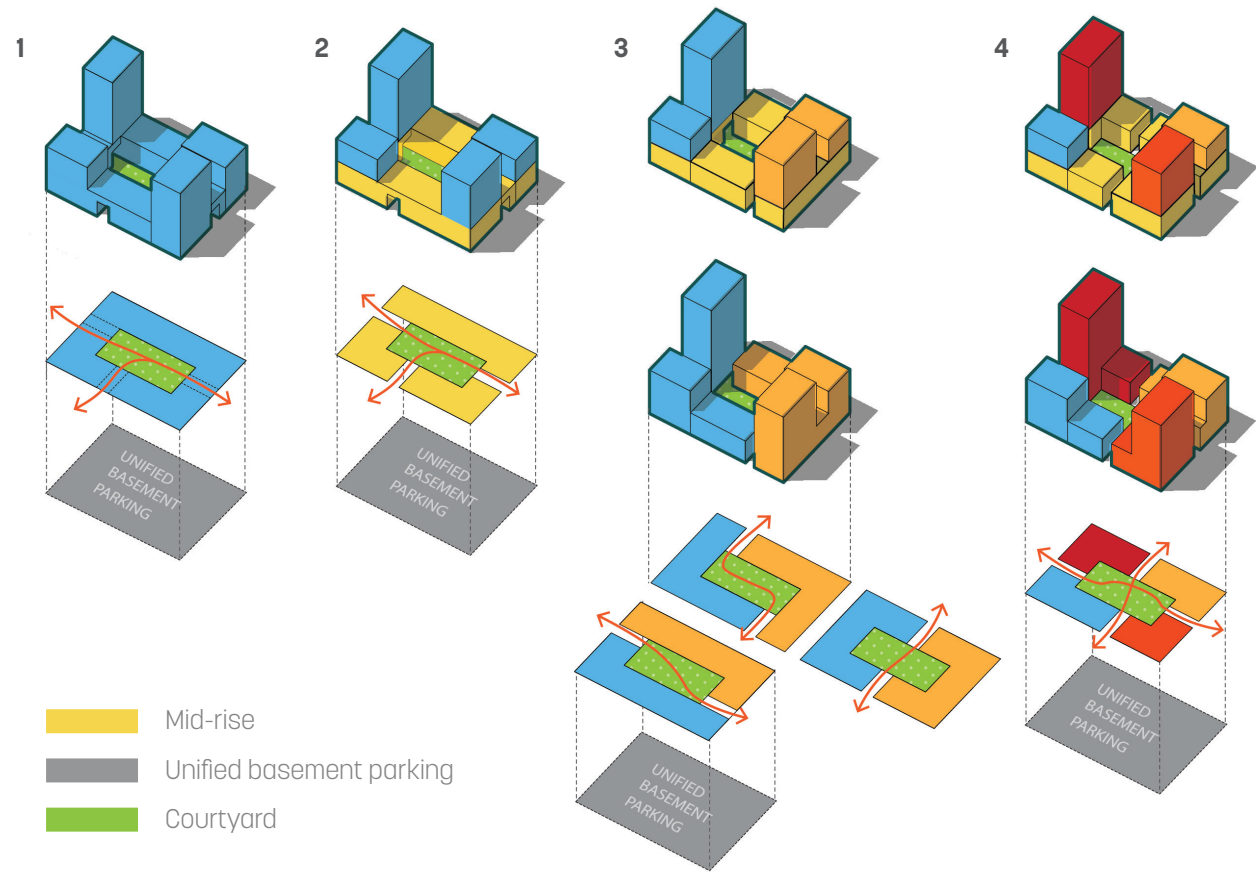 1
2
3
4
UNIFIED
BASEMENT
PARKING
UNIFIED
BASEMENT
PARKING
UNIFIED
BASEMENT
PARKING
UNIFIED
BASEMENT
PARKING
Mid-rise
Unified basement parking
Courtyard